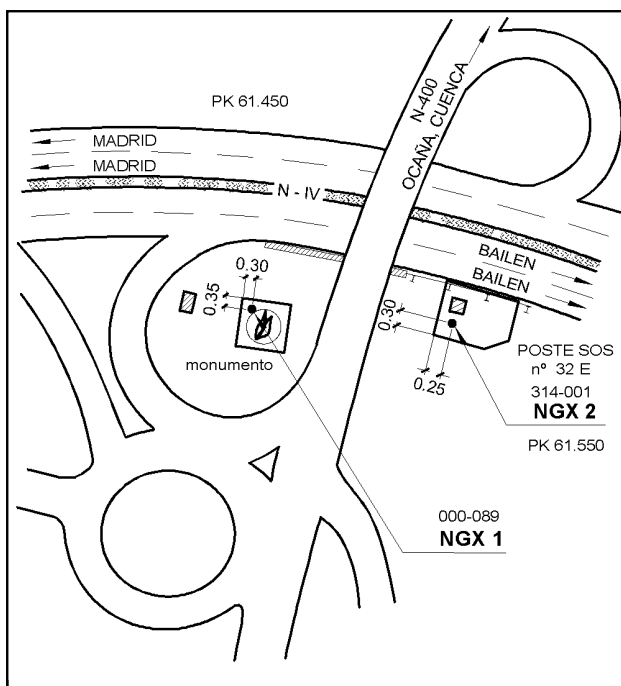 N-400
OCAÑA, CUENCA
PK 61.450
MADRID
MADRID
N - IV
BAILEN
BAILEN
0.30
0.35
monumento
0.30
0.25
POSTE SOS
nº 32 E
314-001
NGX 2
PK 61.550
000-089
NGX 1